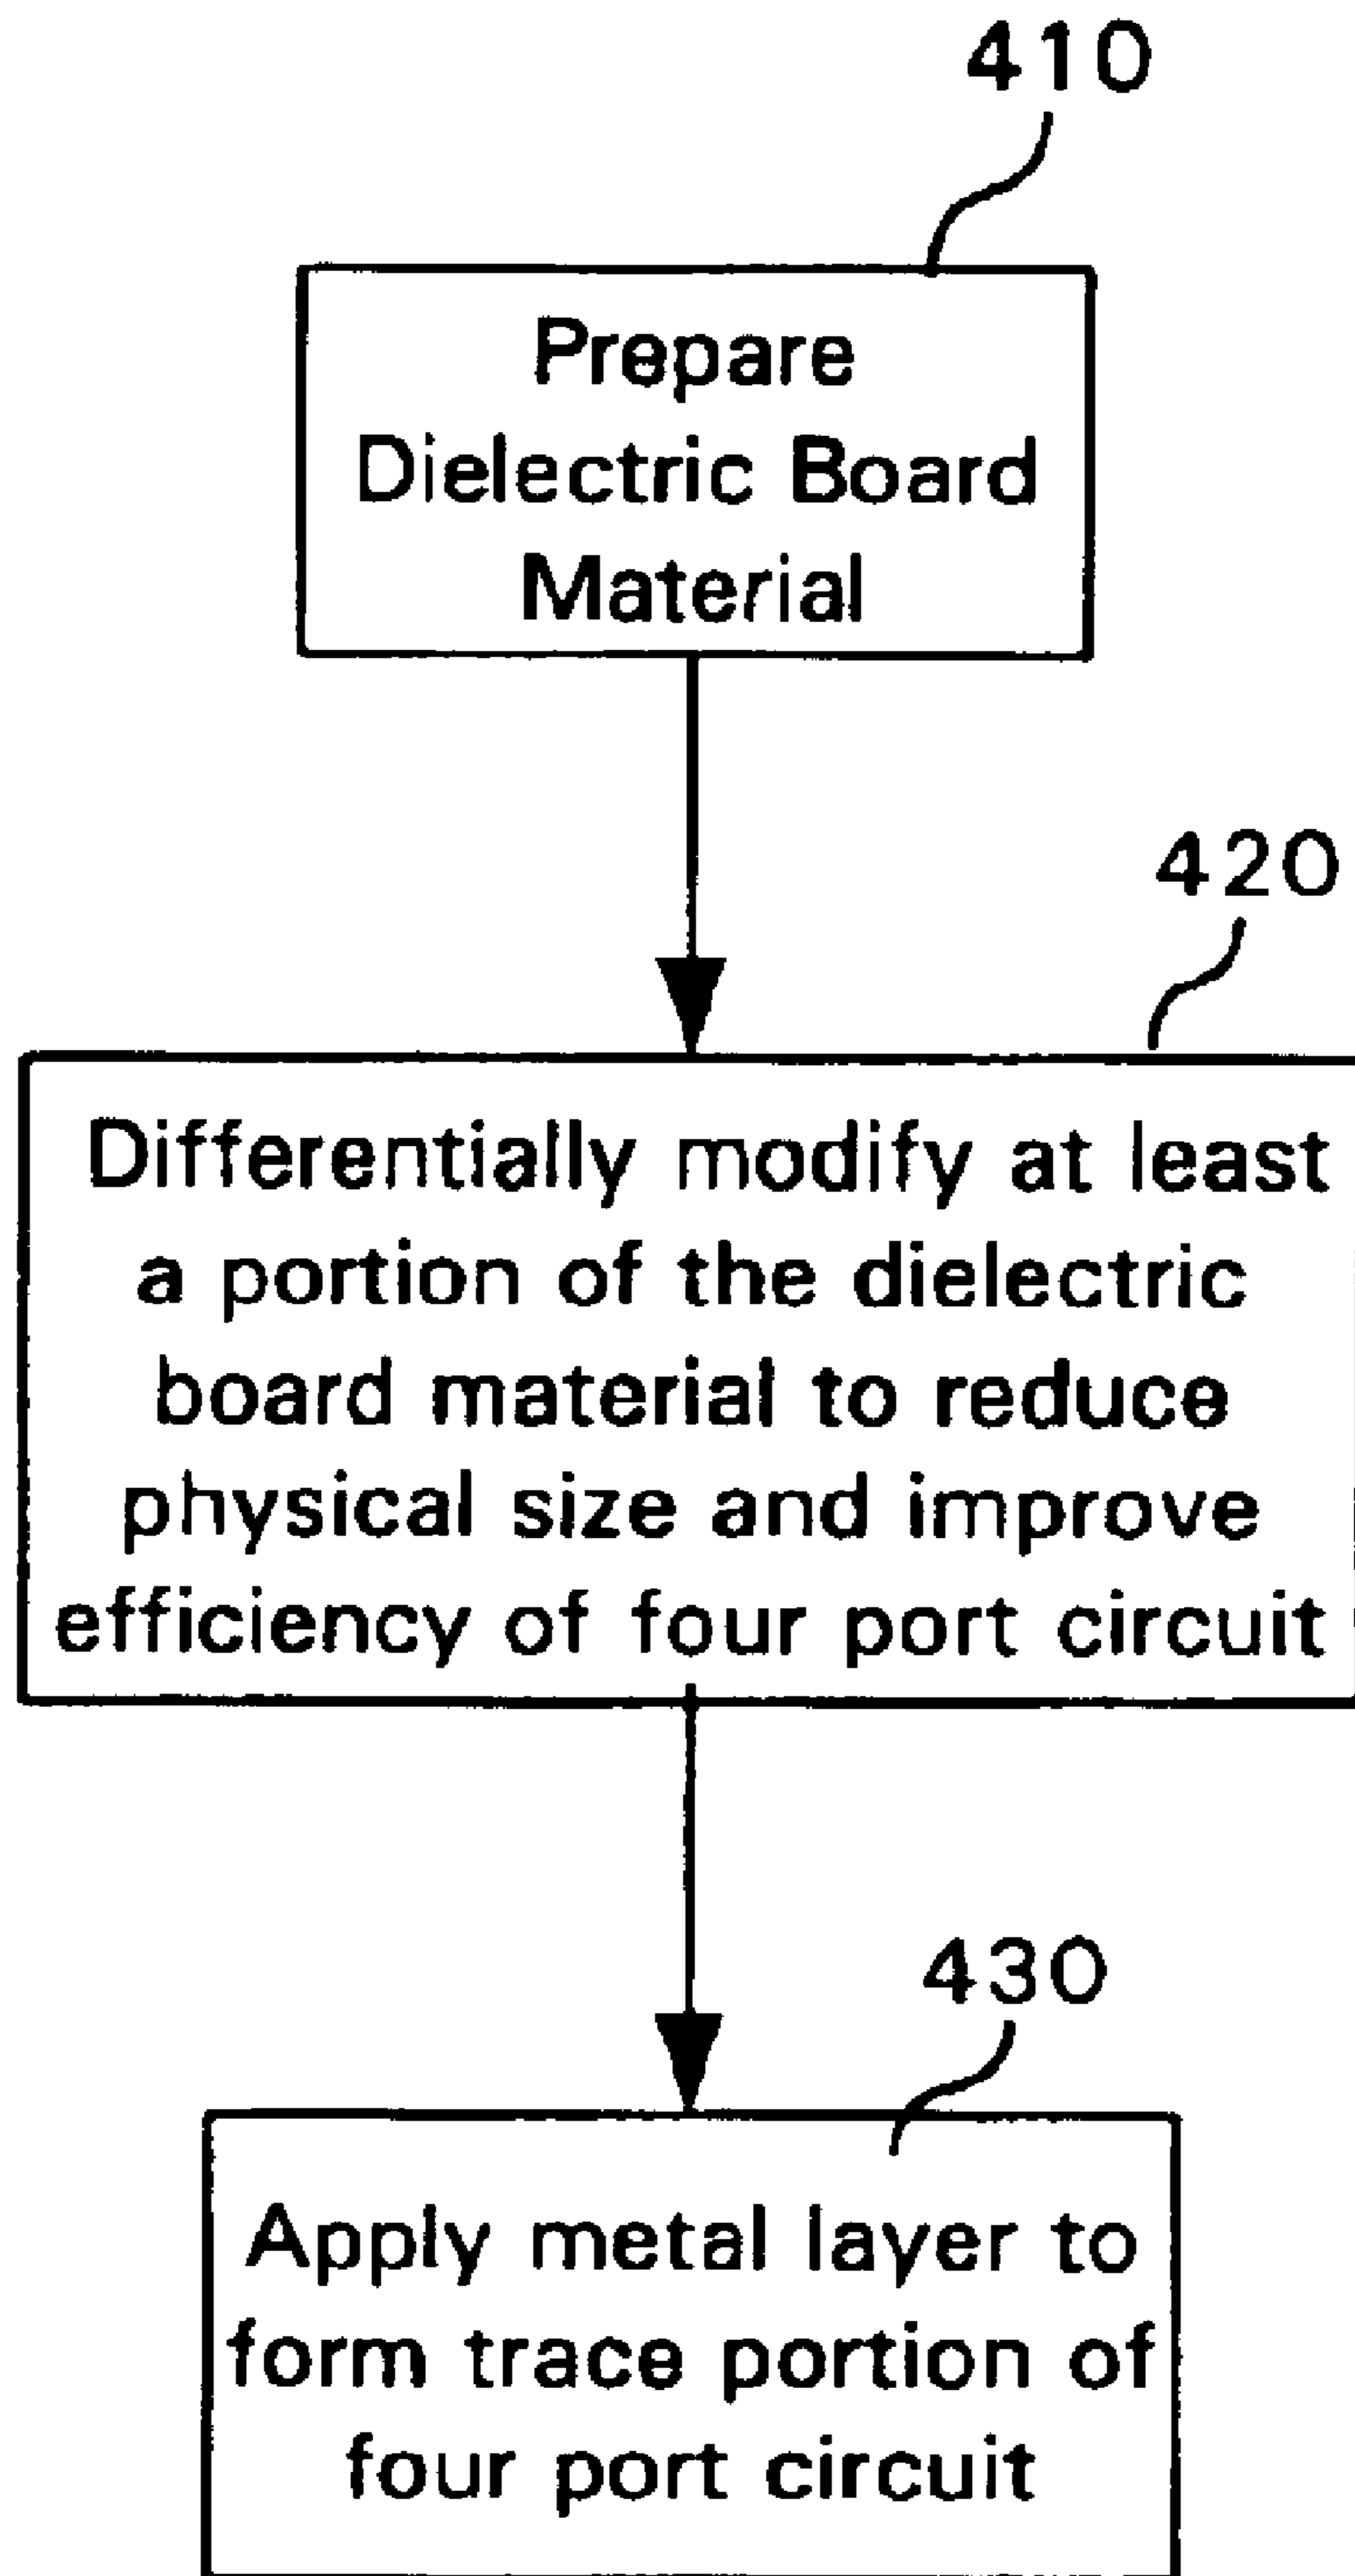 410
Prepare
Dielectric Board
Material
420
Differentially modify at least
a portion of the dielectric
board material to reduce
physical size and improve
efficiency of four port circuit
430
Apply metal layer to
form trace portion of
four port circuit